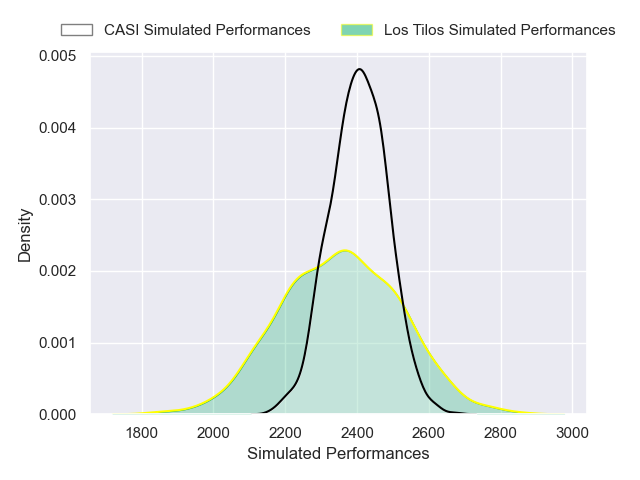 CASI Simulated Performances
Los Tilos Simulated Performances
0.005
0.004
0.003
0.002
0.001
0.000
Density
1800 2000 2200 2400 2600 2800 3000
Simulated Performances